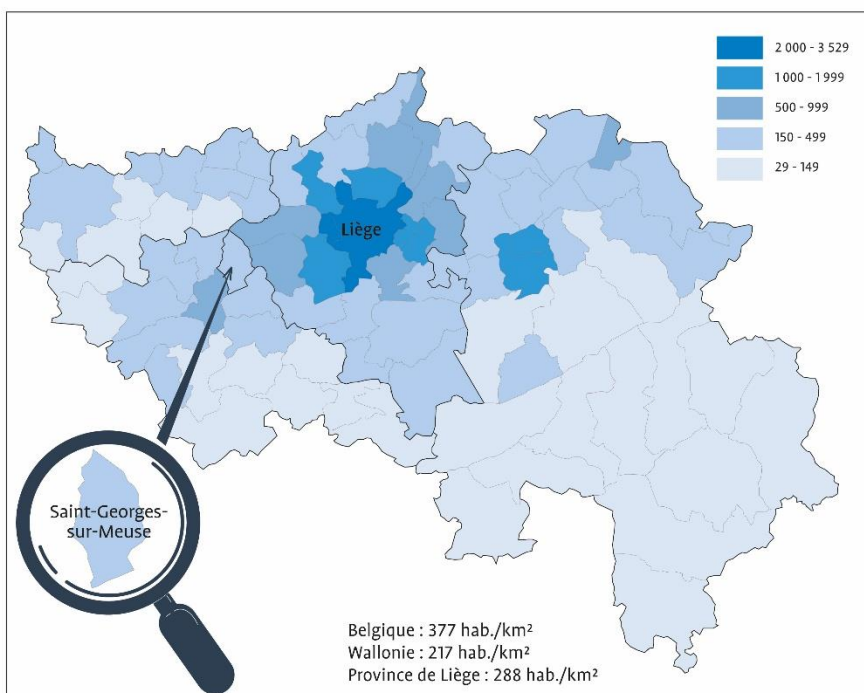 2 000 - 3 529
1 000 - 1 999
500 - 999
150 - 499
29 - 149
Liège
Saint-Georges-
sur-Meuse
Belgique : 377 hab./km²
Wallonie : 217 hab./km²
Province de Liège : 288 hab./km²